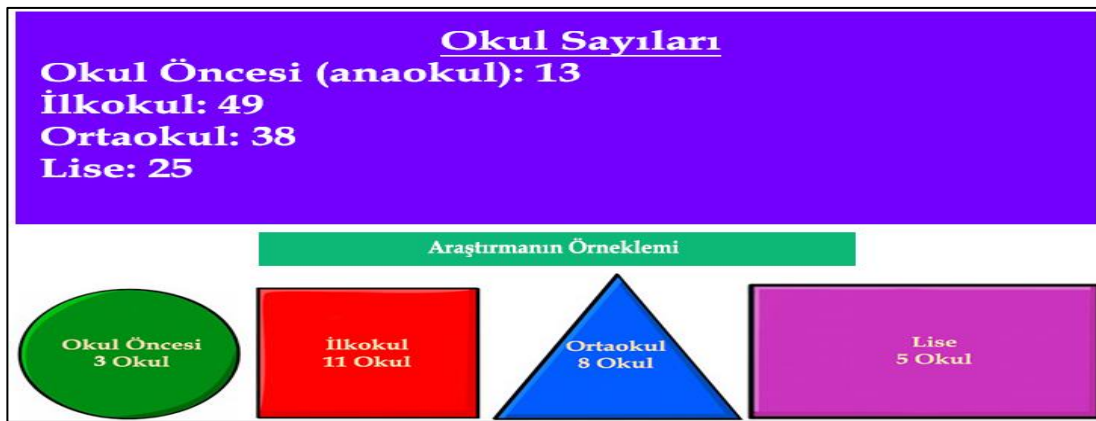 Okul Sayıları
Okul Öncesi (anaokul): 13
İlkokul: 49
Ortaokul: 38
Lise: 25
Araştırmanın Örneklemi
Okul Öncesi
3 Okul
İlkokul
11 Okul
Ortaokul
8 Okul
Lise
5 Okul